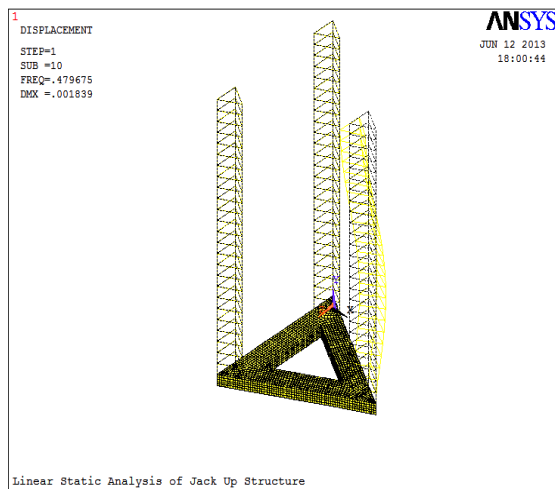 1
DISPLACEMENT
STEP=1
SUB =10
FREQ=.479675
DMX =.001839
ANSYS
JUN 12 2013
18:00:44
X
Linear Static Analysis of Jack Up Structure